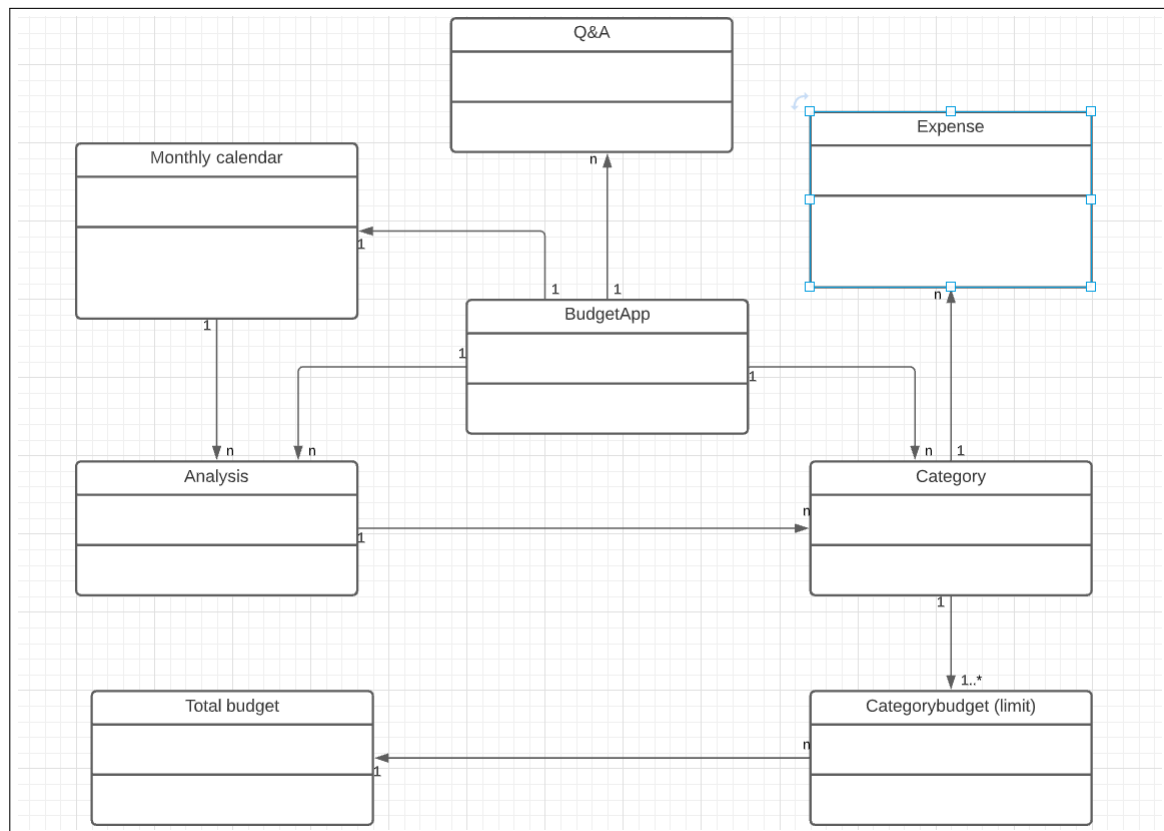 Q&A
Expense
n
Monthly calendar
1
n
1
1
1
BudgetApp
1
1
1
n
n
n
1
Analysis
Category
n
1
1
1..*
Total budget
Categorybudget (limit)
n
1